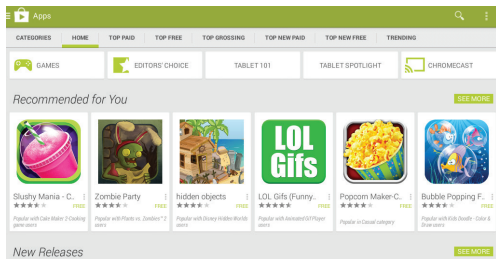 Apps
CATEGORIES HOME TOP PAID TOP FREE TOP GROSSING TOP NEW PAID TOP NEW FREE TRENDING
GAMES EDITORS' CHOICE TABLET 101 TABLET SPOTLIGHT CHROMECAST
Recommended for You SEE MORE
LOL
Gifs
Slushy Mania - C.. Zombie Party hidden objects LOL Gifs (Funny.. Popcorn Maker-C.. Bubble Popping F..
FREE FREE FREE FREE FREE
Popular with Cake Maker 2-Cooking Popular with Plants vs. Zombies™ 2 Popular with Disney Hidden Worlds Popular with Animated Gif Player Popular in Casual category Popular with Kids Doodle - Color &
game users users users users Draw users
New Releases SEE MORE